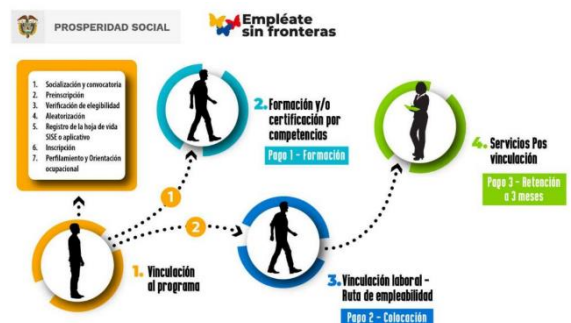 PROSPERIDAD SOCIAL
Empléate
sin fronteras
1. Socialización y convocatoria
2. Preinscripción
3. Verificación de elegibilidad
4. Aleatorización
5. Registro de la hoja de vida
SISE o aplicativo
6. Inscripción
7. Perfilamiento y Orientación
ocupacional
2. Formación y/o
certificación por
competencias
Pago 1 - Formación
4. Servicios Pos
vinculación
Pago 3 - Retención
a 3 meses
1
2
1. Vinculación
al programa
3. Vinculación laboral -
Ruta de empleabilidad
Pago 2 - Colocación